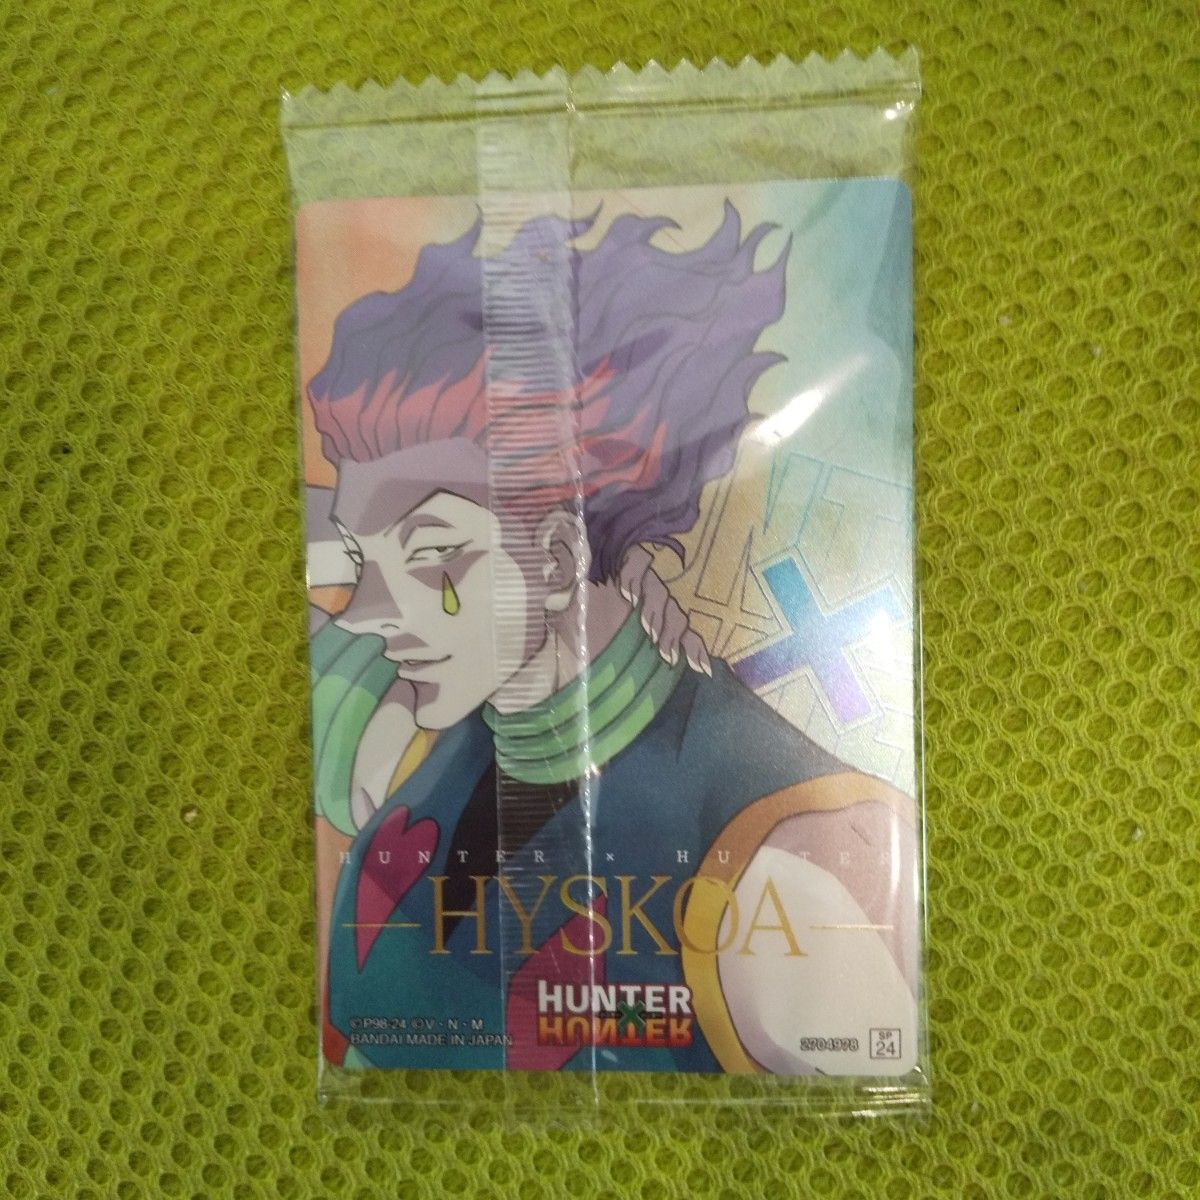 HUNTER × HUNTER
HYSKOA
HUNTER
×
HUNTER
©P98-24 ©V・N・M
BANDAI MADE IN JAPAN
2704978
SP
24